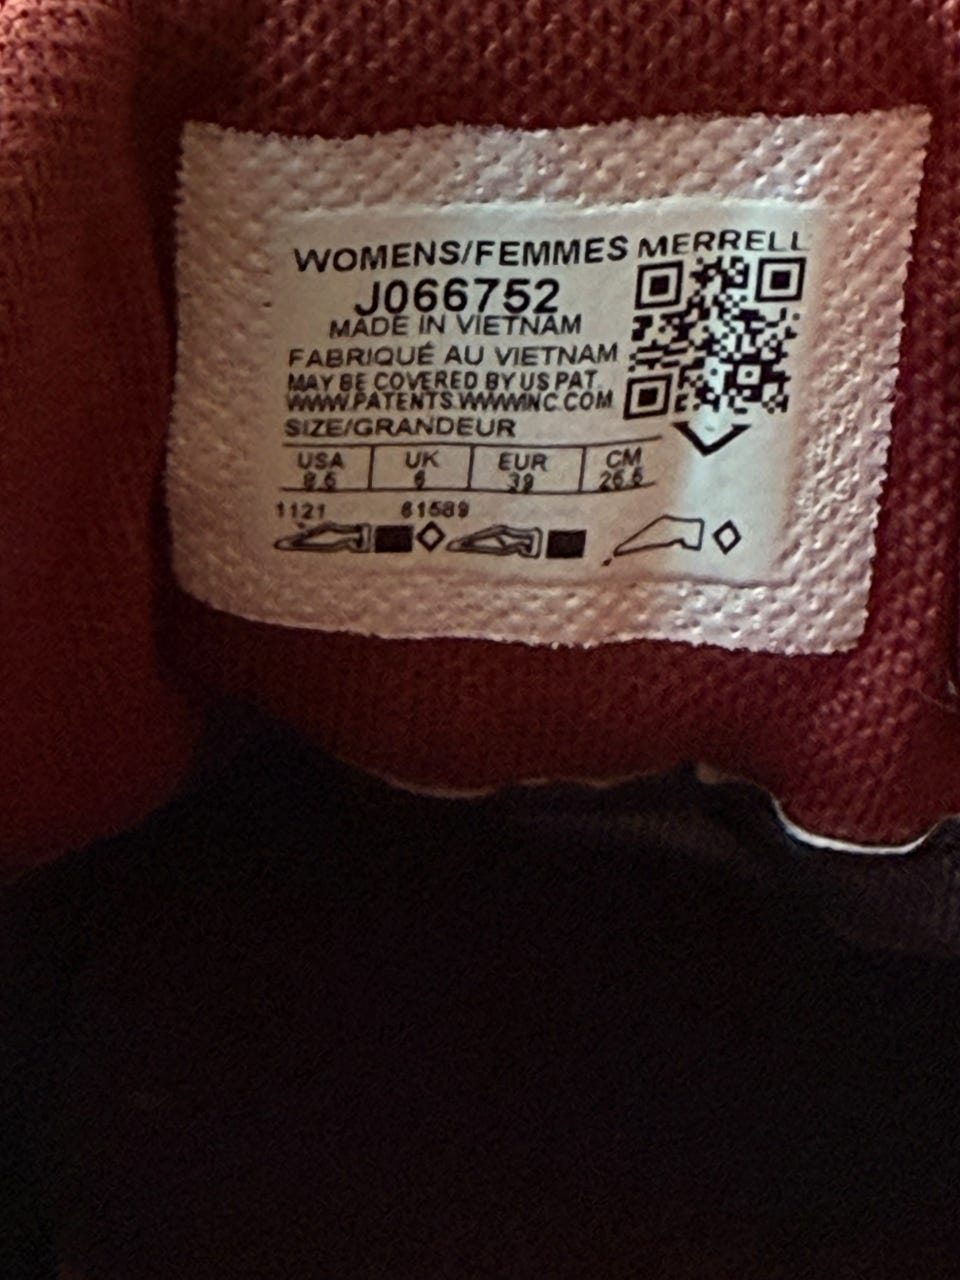 WOMENS/FEMMES MERRELL
J066752
MADE IN VIETNAM
FABRIQUÉ AU VIETNAM
MAY BE COVERED BY US PAT.
WWW.PATENTS.WWWINC.COM
SIZE/GRANDEUR
USA UK EUR CM
8.5 6 39 25.5
1121 61589